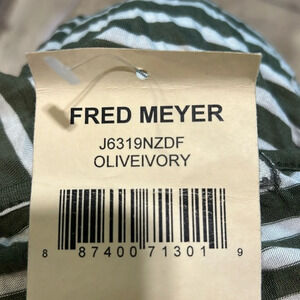 FRED MEYER
J6319NZDF
OLIVEIVORY
8 87400 71301 9